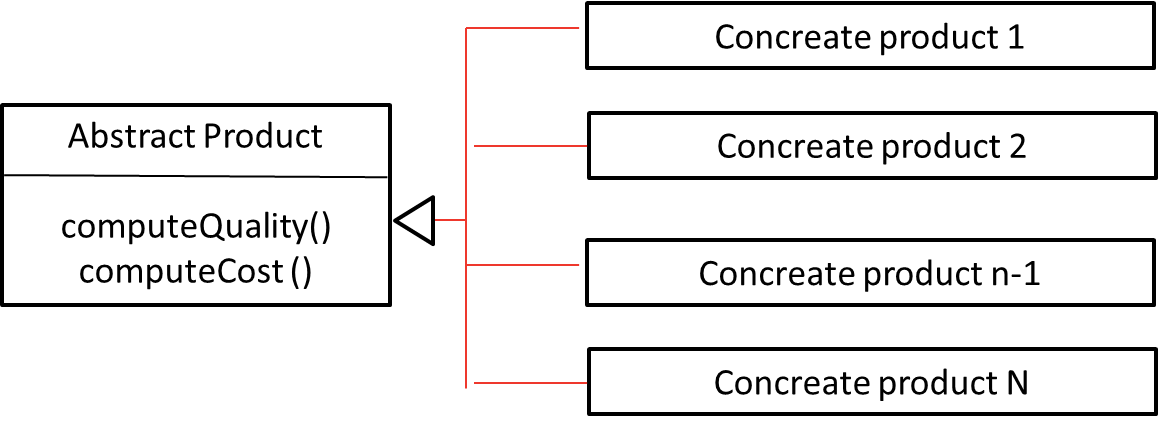 Abstract Product
computeQuality()
computeCost ()
Concreate product 1
Concreate product 2
Concreate product n-1
Concreate product N